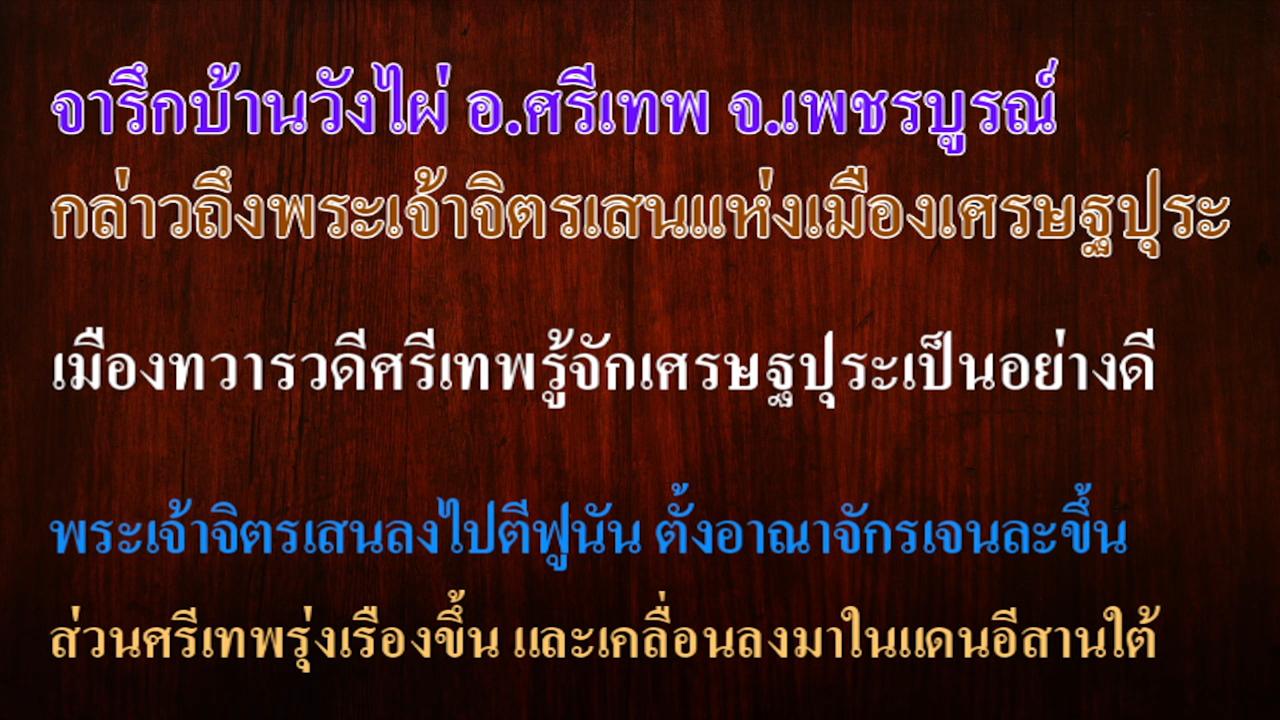 จารึกบ้านวังไผ่ อ.ศรีเทพ จ.เพชรบูรณ์
กล่าวถึงพระเจ้าจิตรเสนแห่งเมืองเศรษฐปุระ
เมืองทวารวดีศรีเทพรู้จักเศรษฐปุระเป็นอย่างดี
พระเจ้าจิตรเสนลงไปตีฟูนัน ตั้งอาณาจักรเจนละขึ้น
ส่วนศรีเทพรุ่งเรืองขึ้น และเคลื่อนลงมาในแดนอีสานใต้